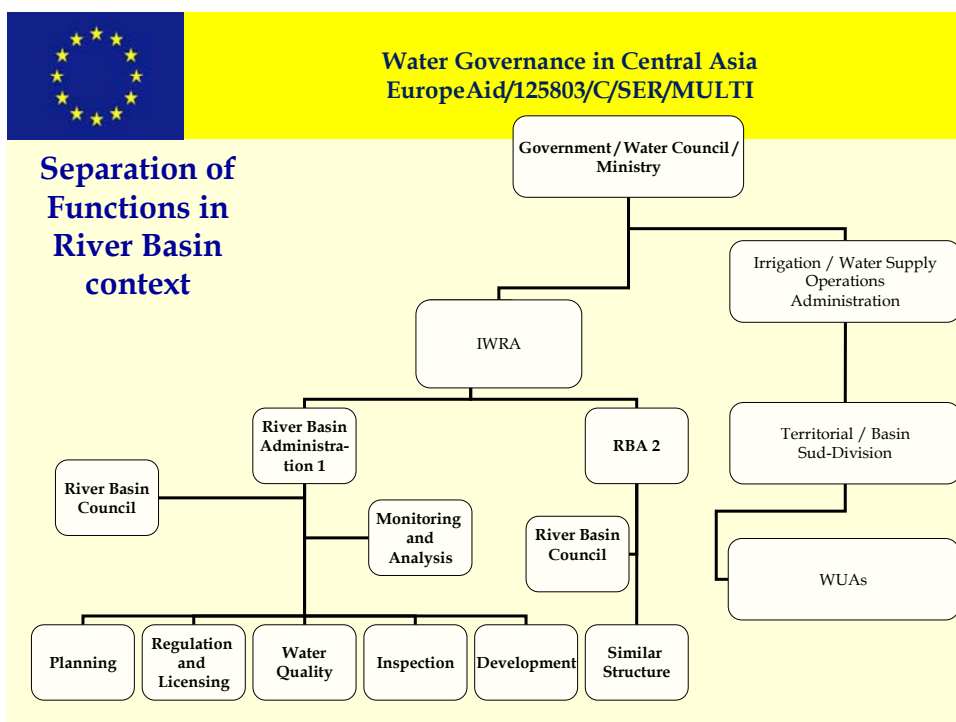 Water Governance in Central Asia
EuropeAid/125803/C/SER/MULTI
Separation of
Functions in
River Basin
context
Government / Water Council /
Ministry
Irrigation / Water Supply
Operations
Administration
IWRA
River Basin
Administra-
tion 1
RBA 2
Territorial / Basin
Sud-Division
River Basin
Council
Monitoring
and
Analysis
River Basin
Council
WUAs
Planning
Regulation
and
Licensing
Water
Quality
Inspection
Development
Similar
Structure